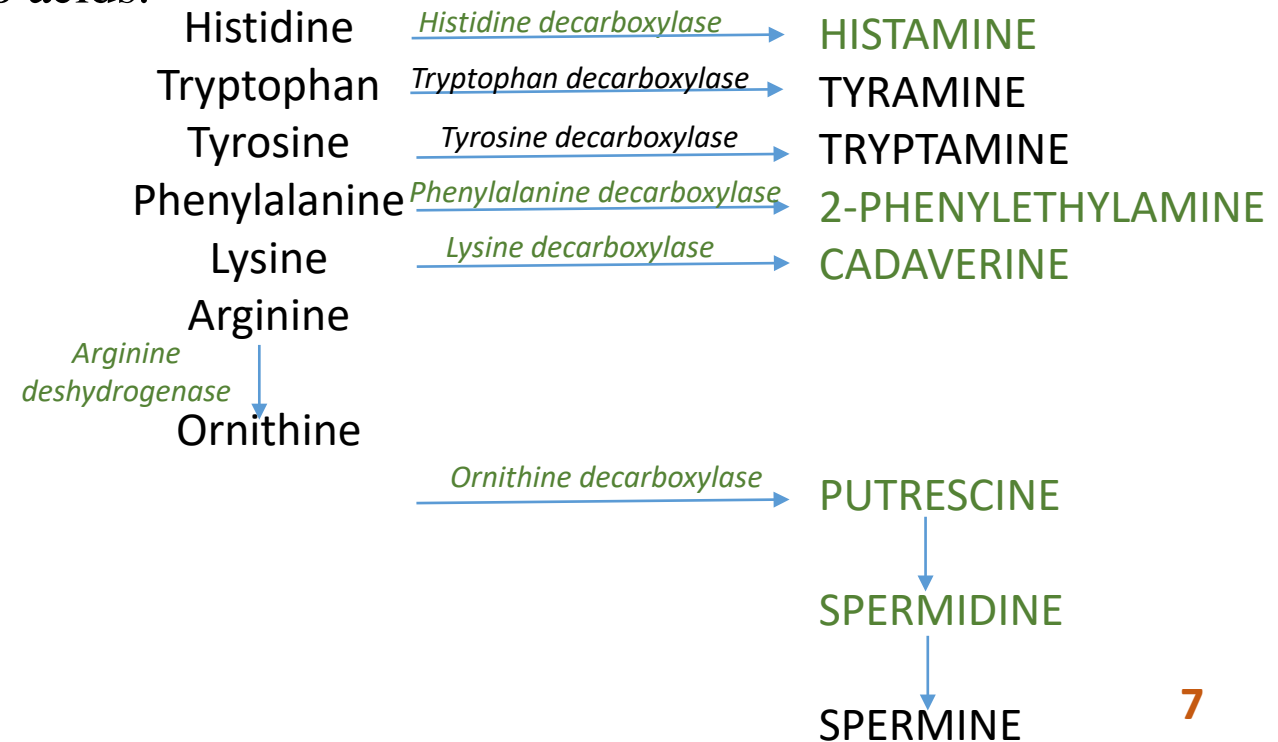 acids.
Histidine Histidine decarboxylase HISTAMINE
Tryptophan Tryptophan decarboxylase TYRAMINE
Tyrosine Tyrosine decarboxylase TRYPTAMINE
Phenylalanine Phenylalanine decarboxylase 2-PHENYLETHYLAMINE
Lysine Lysine decarboxylase CADAVERINE
Arginine
Arginine
deshydrogenase
Ornithine
Ornithine decarboxylase PUTRESCINE
SPERMIDINE
SPERMINE
7